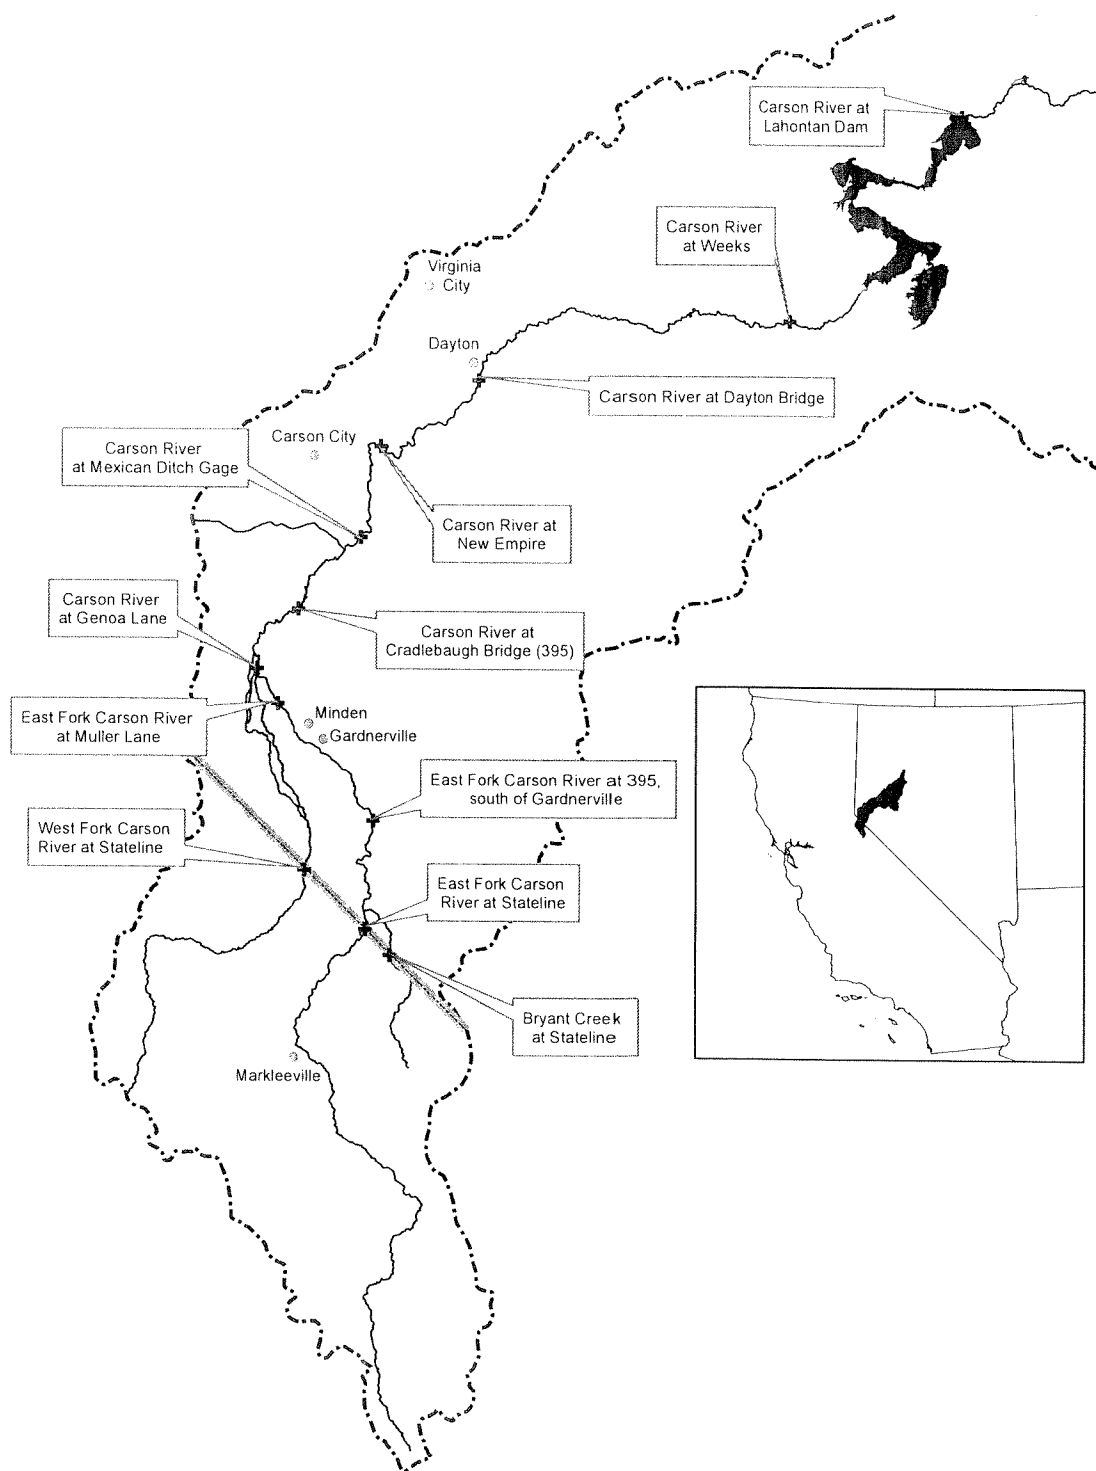 Carson River at
Lahontan Dam
Carson River
at Weeks
Virginia
City
Dayton
Carson River at Dayton Bridge
Carson City
Carson River
at Mexican Ditch Gage
Carson River at
New Empire
Carson River
at Genoa Lane
Carson River at
Cradlebaugh Bridge (395)
East Fork Carson River
at Muller Lane
Minden
Gardnerville
East Fork Carson River at 395,
south of Gardnerville
West Fork Carson
River at Stateline
East Fork Carson
River at Stateline
Bryant Creek
at Stateline
Markleeville